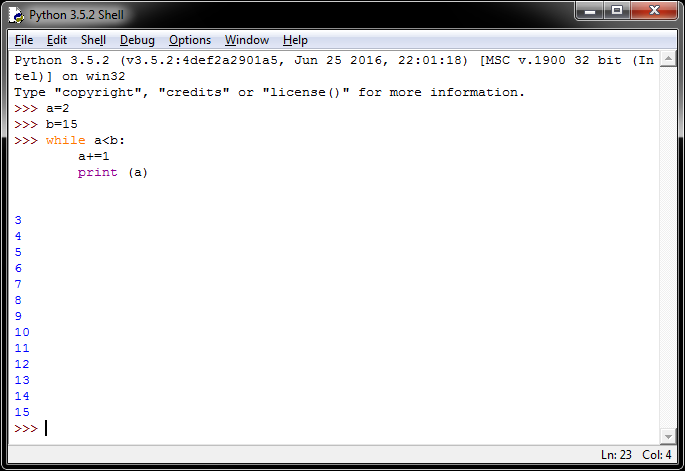 Python 3.5.2 Shell
File Edit Shell Debug Options Window Help
Python 3.5.2 (v3.5.2:4def2a2901a5, Jun 25 2016, 22:01:18) [MSC v.1900 32 bit (In
tel)] on win32
Type "copyright", "credits" or "license()" for more information.
>>> a=2
>>> b=15
>>> while a<b:
        a+=1
        print (a)
3
4
5
6
7
8
9
10
11
12
13
14
15
>>>
Ln: 23 Col: 4